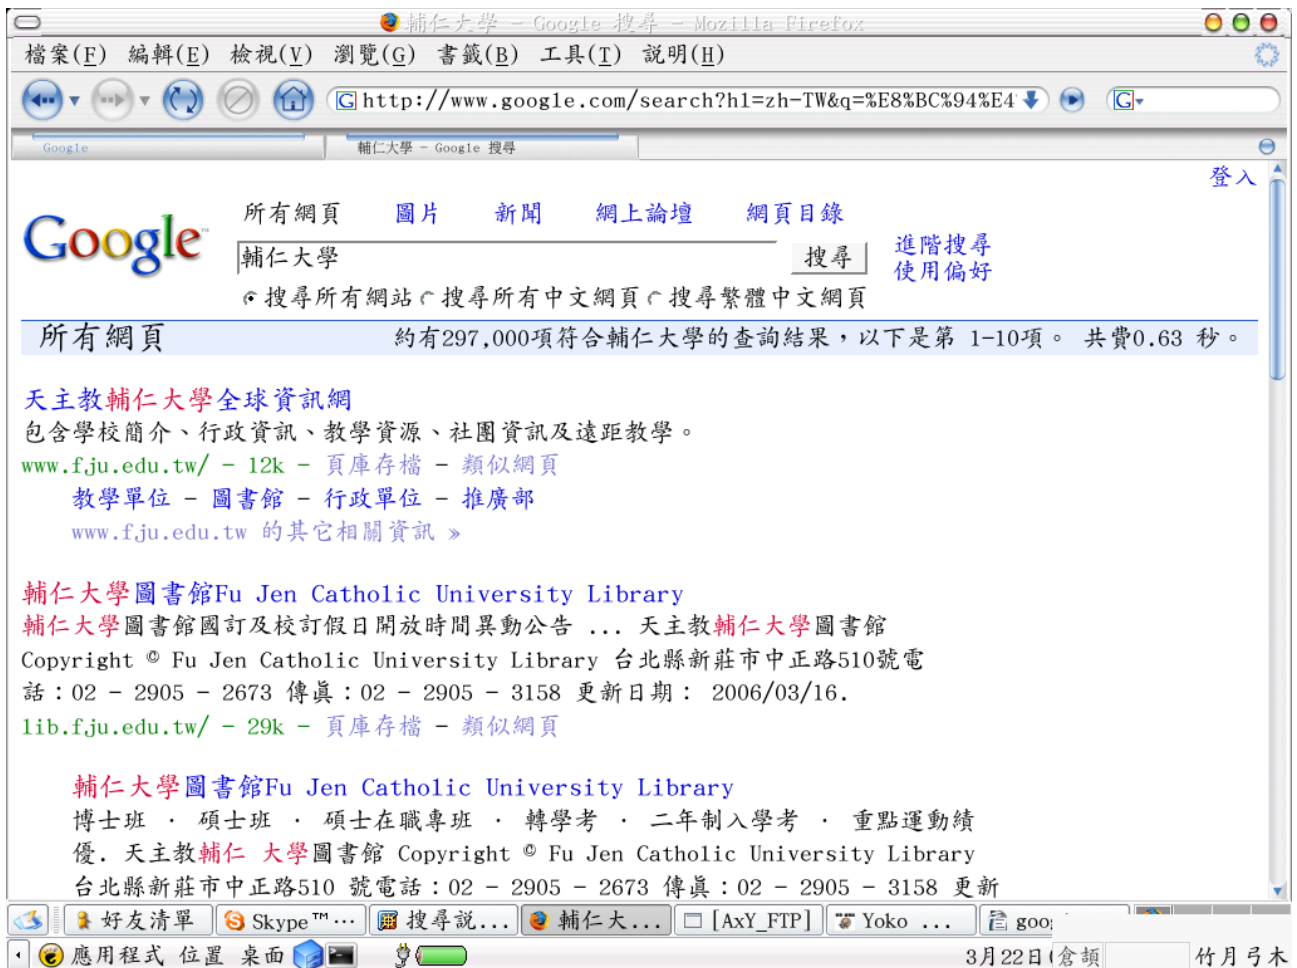 輔仁大學 - Google 搜尋 - Mozilla Firefox
檔案(F) 編輯(E) 檢視(V) 瀏覽(G) 書籤(B) 工具(T) 說明(H)
http://www.google.com/search?hl=zh-TW&q=%E8%BC%94%E4
Google 輔仁大學 - Google 搜尋
登入
所有網頁 圖片 新聞 網上論壇 網頁目錄
Google™
輔仁大學 搜尋
進階搜尋
使用偏好
搜尋所有網站 搜尋所有中文網頁 搜尋繁體中文網頁
所有網頁 約有297,000項符合輔仁大學的查詢結果，以下是第 1-10項。 共費0.63 秒。
天主教輔仁大學全球資訊網
包含學校簡介、行政資訊、教學資源、社團資訊及遠距教學。
www.fju.edu.tw/ - 12k - 頁庫存檔 - 類似網頁
教學單位 - 圖書館 - 行政單位 - 推廣部
www.fju.edu.tw 的其它相關資訊 »
輔仁大學圖書館Fu Jen Catholic University Library
輔仁大學圖書館國訂及校訂假日開放時間異動公告 ... 天主教輔仁大學圖書館
Copyright © Fu Jen Catholic University Library 台北縣新莊市中正路510號電
話：02 - 2905 - 2673 傳真：02 - 2905 - 3158 更新日期： 2006/03/16.
lib.fju.edu.tw/ - 29k - 頁庫存檔 - 類似網頁
輔仁大學圖書館Fu Jen Catholic University Library
博士班 · 碩士班 · 碩士在職專班 · 轉學考 · 二年制入學考 · 重點運動績
優. 天主教輔仁 大學圖書館 Copyright © Fu Jen Catholic University Library
台北縣新莊市中正路510 號電話：02 - 2905 - 2673 傳真：02 - 2905 - 3158 更新
好友清單 Skype™... 搜尋説... 輔仁大... [AxY_FTP] Yoko ... goo
應用程式 位置 桌面 3月22日( 倉頡 竹月弓木